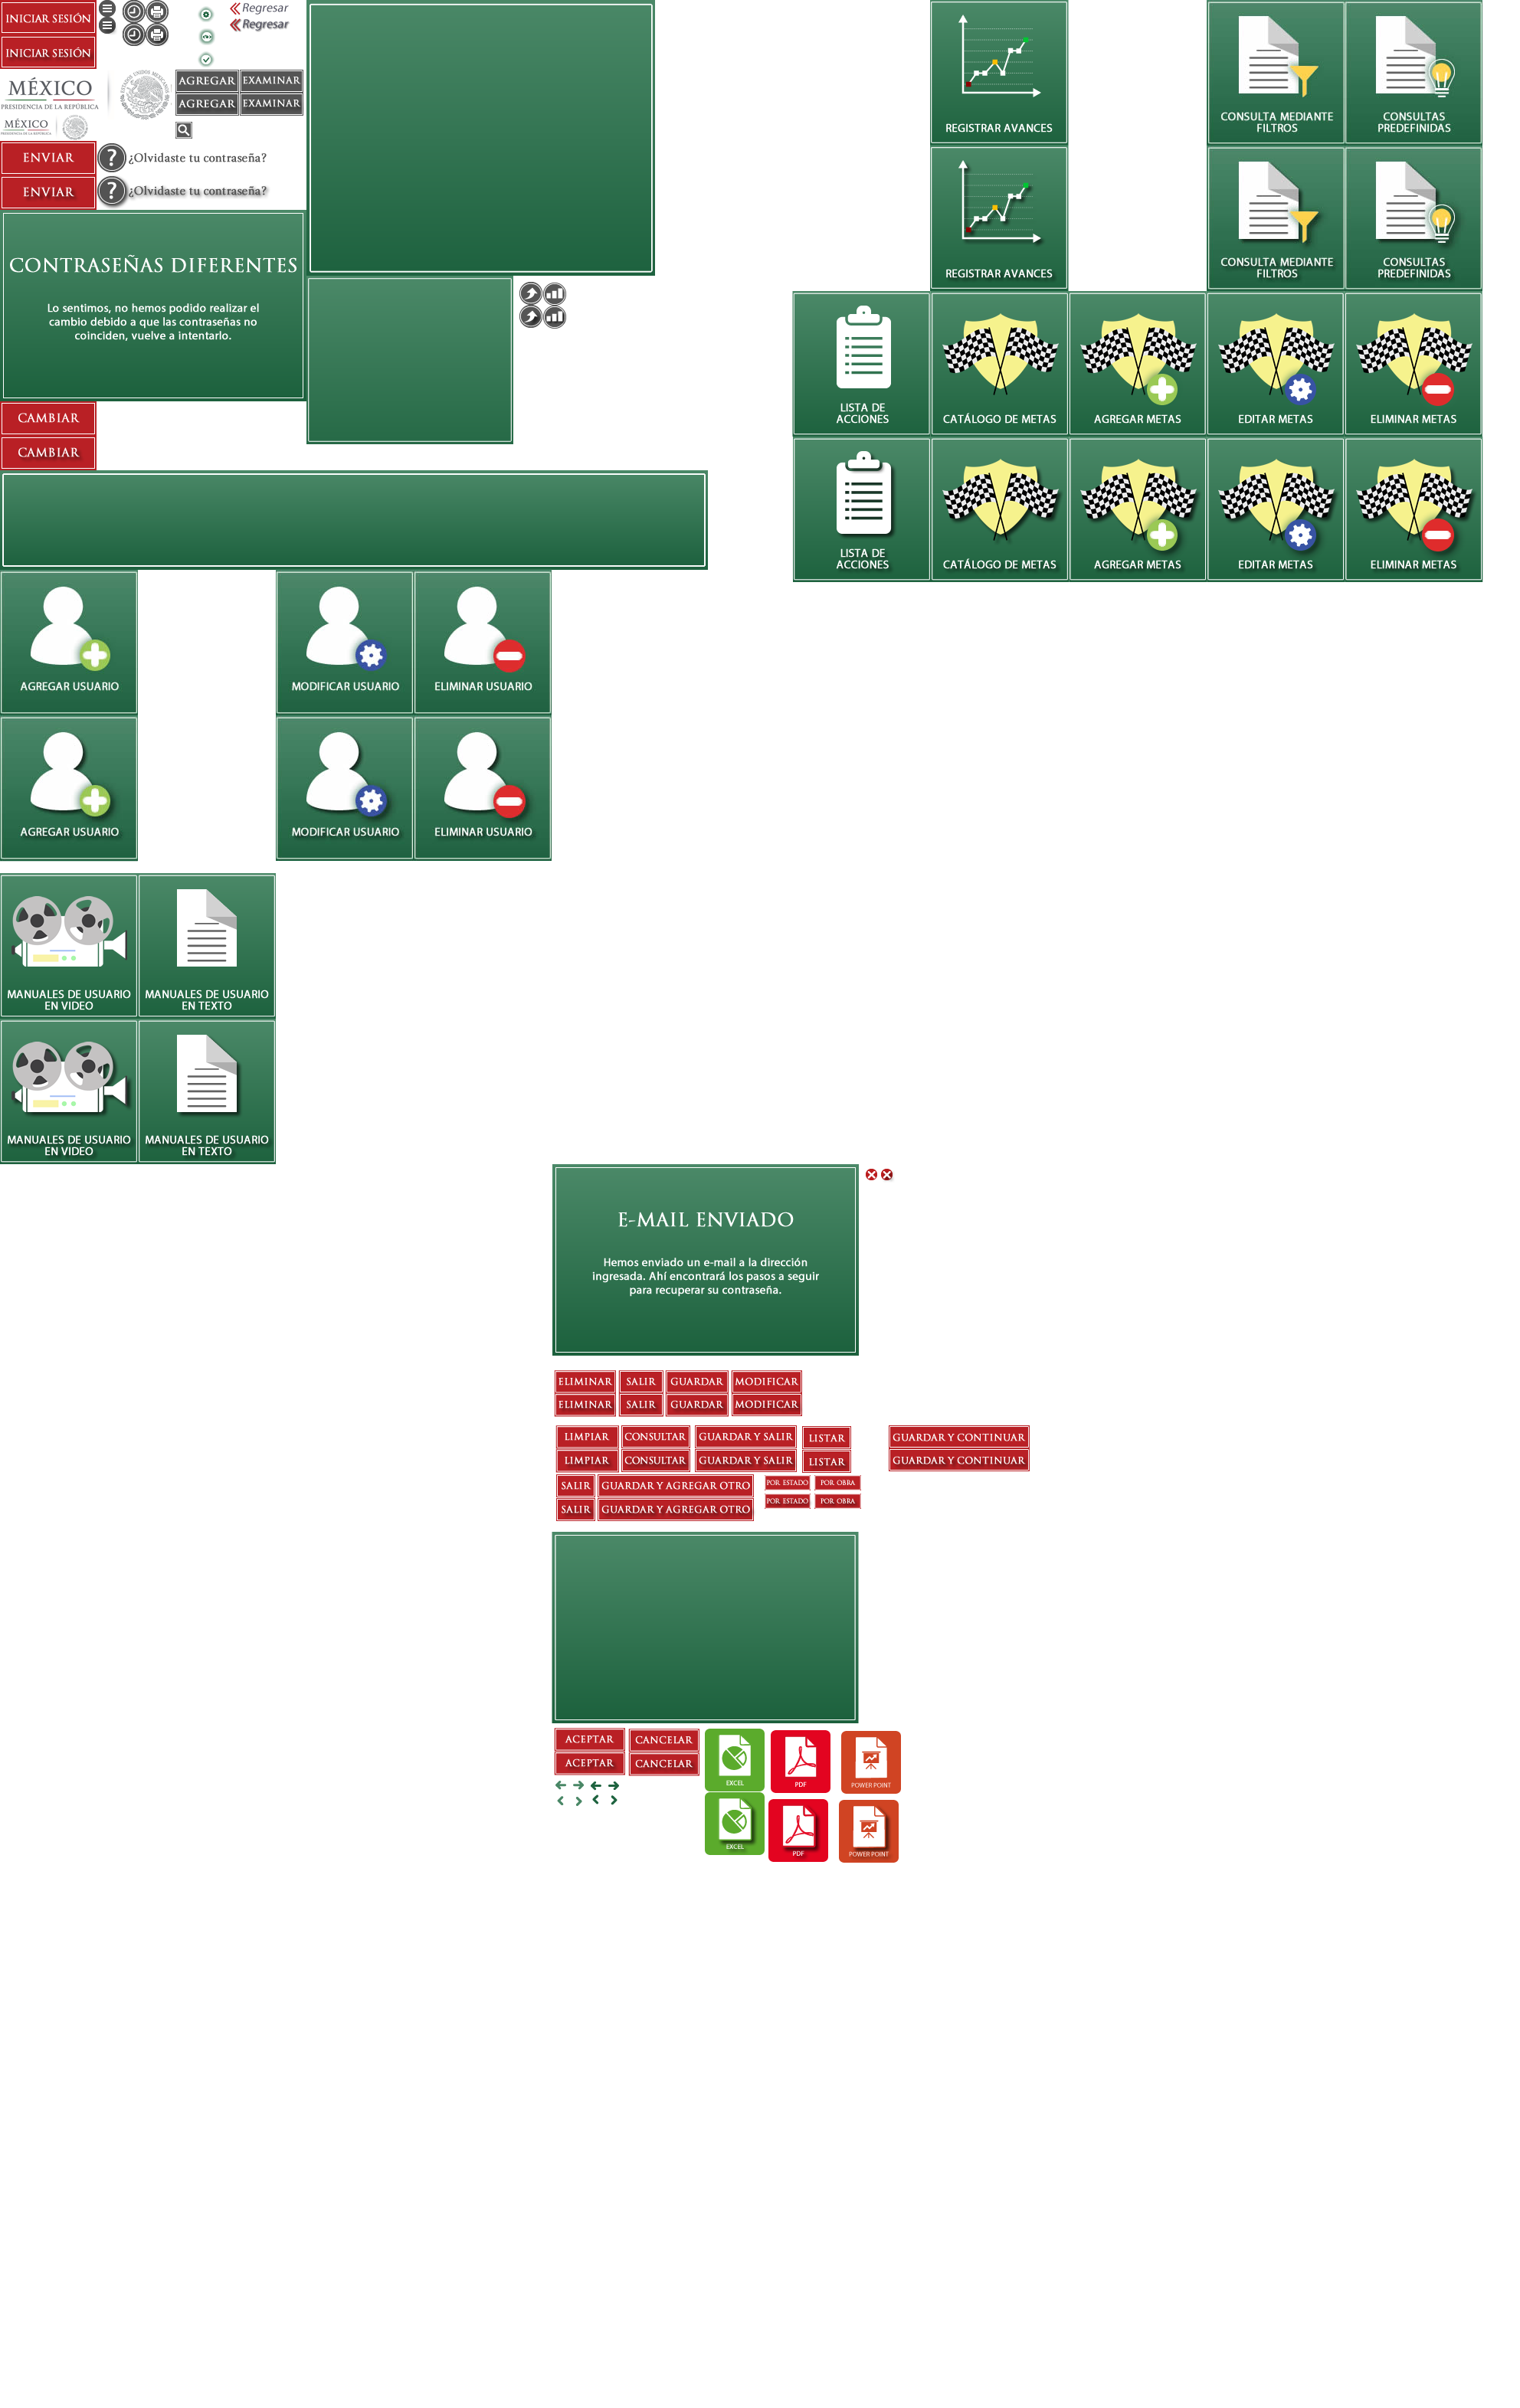 INICIAR SESIÓN
INICIAR SESIÓN
Regresar
Regresar
MÉXICO
PRESIDENCIA DE LA REPÚBLICA
ESTADOS UNIDOS MEXICANOS
AGREGAR
EXAMINAR
AGREGAR
EXAMINAR
MÉXICO
PRESIDENCIA DE LA REPÚBLICA
ENVIAR
? ¿Olvidaste tu contraseña?
ENVIAR
? ¿Olvidaste tu contraseña?
CONTRASEÑAS DIFERENTES
Lo sentimos, no hemos podido realizar el
cambio debido a que las contraseñas no
coinciden, vuelve a intentarlo.
CAMBIAR
CAMBIAR
REGISTRAR AVANCES
CONSULTA MEDIANTE
FILTROS
CONSULTAS
PREDEFINIDAS
REGISTRAR AVANCES
CONSULTA MEDIANTE
FILTROS
CONSULTAS
PREDEFINIDAS
LISTA DE
ACCIONES
CATÁLOGO DE METAS
AGREGAR METAS
EDITAR METAS
ELIMINAR METAS
LISTA DE
ACCIONES
CATÁLOGO DE METAS
AGREGAR METAS
EDITAR METAS
ELIMINAR METAS
AGREGAR USUARIO
MODIFICAR USUARIO
ELIMINAR USUARIO
AGREGAR USUARIO
MODIFICAR USUARIO
ELIMINAR USUARIO
MANUALES DE USUARIO
EN VIDEO
MANUALES DE USUARIO
EN TEXTO
MANUALES DE USUARIO
EN VIDEO
MANUALES DE USUARIO
EN TEXTO
E-MAIL ENVIADO
Hemos enviado un e-mail a la dirección
ingresada. Ahí encontrará los pasos a seguir
para recuperar su contraseña.
ELIMINAR
SALIR
GUARDAR
MODIFICAR
ELIMINAR
SALIR
GUARDAR
MODIFICAR
LIMPIAR
CONSULTAR
GUARDAR Y SALIR
LISTAR
GUARDAR Y CONTINUAR
LIMPIAR
CONSULTAR
GUARDAR Y SALIR
LISTAR
GUARDAR Y CONTINUAR
SALIR
GUARDAR Y AGREGAR OTRO
POR ESTADO
POR OBRA
SALIR
GUARDAR Y AGREGAR OTRO
POR ESTADO
POR OBRA
ACEPTAR
CANCELAR
ACEPTAR
CANCELAR
EXCEL
PDF
POWER POINT
EXCEL
PDF
POWER POINT